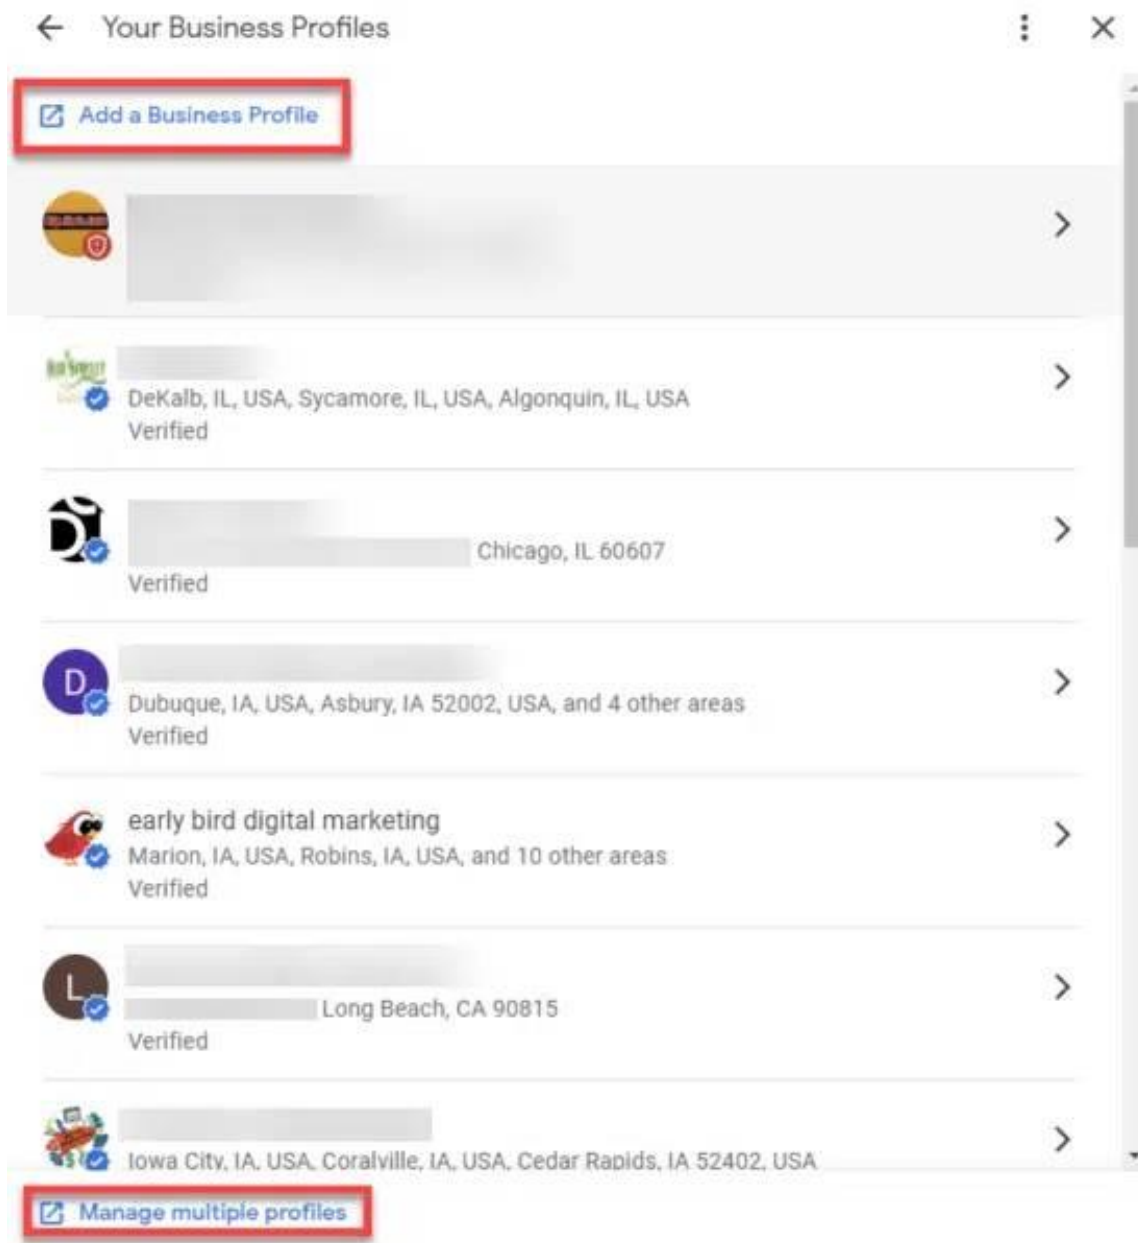 Your Business Profiles
Add a Business Profile
DeKalb, IL, USA, Sycamore, IL, USA, Algonquin, IL, USA
Verified
Chicago, IL 60607
Verified
D
Dubuque, IA, USA, Asbury, IA 52002, USA, and 4 other areas
Verified
early bird digital marketing
Marion, IA, USA, Robins, IA, USA, and 10 other areas
Verified
L
Long Beach, CA 90815
Verified
Iowa City, IA, USA, Coralville, IA, USA, Cedar Rapids, IA 52402, USA
Manage multiple profiles